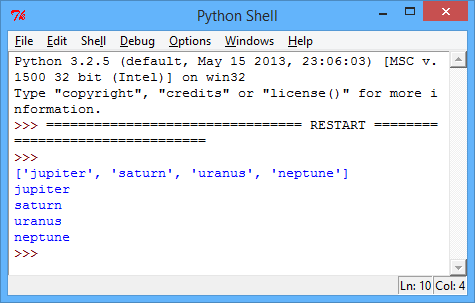 Python Shell
File Edit Shell Debug Options Windows Help
Python 3.2.5 (default, May 15 2013, 23:06:03) [MSC v.
1500 32 bit (Intel)] on win32
Type "copyright", "credits" or "license()" for more i
nformation.
>>> ================================ RESTART ========
========================
>>>
['jupiter', 'saturn', 'uranus', 'neptune']
jupiter
saturn
uranus
neptune
>>>
Ln: 10 Col: 4